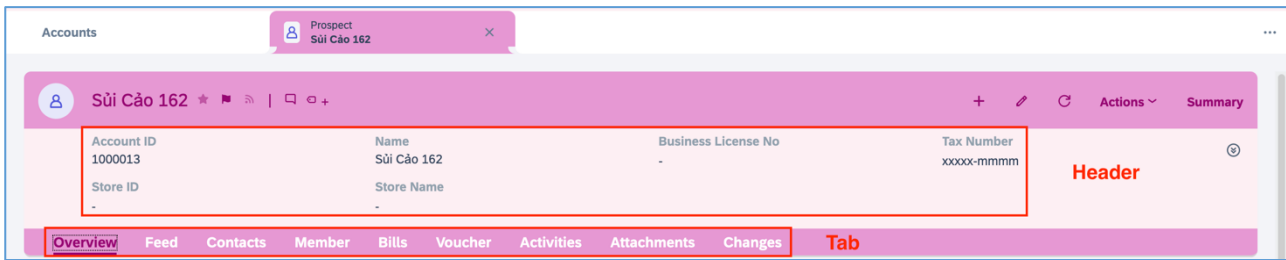 Accounts
Prospect
Sủi Cảo 162
Sủi Cảo 162
Actions
Summary
Account ID
Name
Business License No
Tax Number
1000013
Sủi Cảo 162
-
xxxxx-mmmm
Header
Store ID
Store Name
-
-
Overview Feed Contacts Member Bills Voucher Activities Attachments Changes
Tab